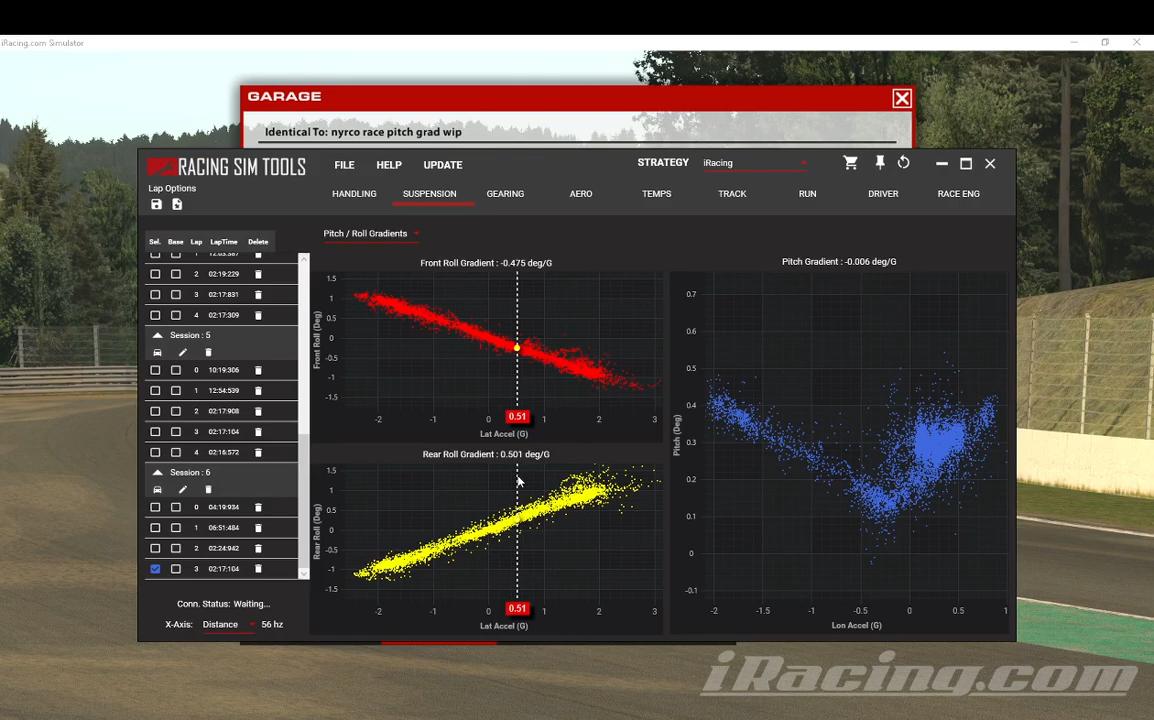 iRacing.com Simulator
GARAGE
Identical To: nyrco race pitch grad wip
RACING SIM TOOLS
FILE HELP UPDATE
STRATEGY iRacing
Lap Options
HANDLING SUSPENSION GEARING AERO TEMPS TRACK RUN DRIVER RACE ENG
Pitch / Roll Gradients
Sel. Base Lap LapTime Delete
2 02:19:229
3 02:17:831
4 02:17:309
Session : 5
0 10:19:306
1 12:54:539
2 02:17:908
3 02:17:104
4 02:16:572
Session : 6
0 04:19:934
1 06:51:484
2 02:24:942
3 02:17:104
Conn. Status: Waiting...
X-Axis: Distance 56 hz
Front Roll Gradient : -0.475 deg/G
Front Roll (Deg)
1.5
1
0.5
0
-0.5
-1
-1.5
-2 -1 0 1 2 3
0.51
Lat Accel (G)
Rear Roll Gradient : 0.501 deg/G
Rear Roll (Deg)
1.5
1
0.5
0
-0.5
-1
-1.5
-2 -1 0 1 2 3
0.51
Lat Accel (G)
Pitch Gradient : -0.006 deg/G
Pitch (Deg)
0.7
0.6
0.5
0.4
0.3
0.2
0.1
0
-0.1
-2 -1.5 -1 -0.5 0 0.5 1
Lon Accel (G)
iRacing.com